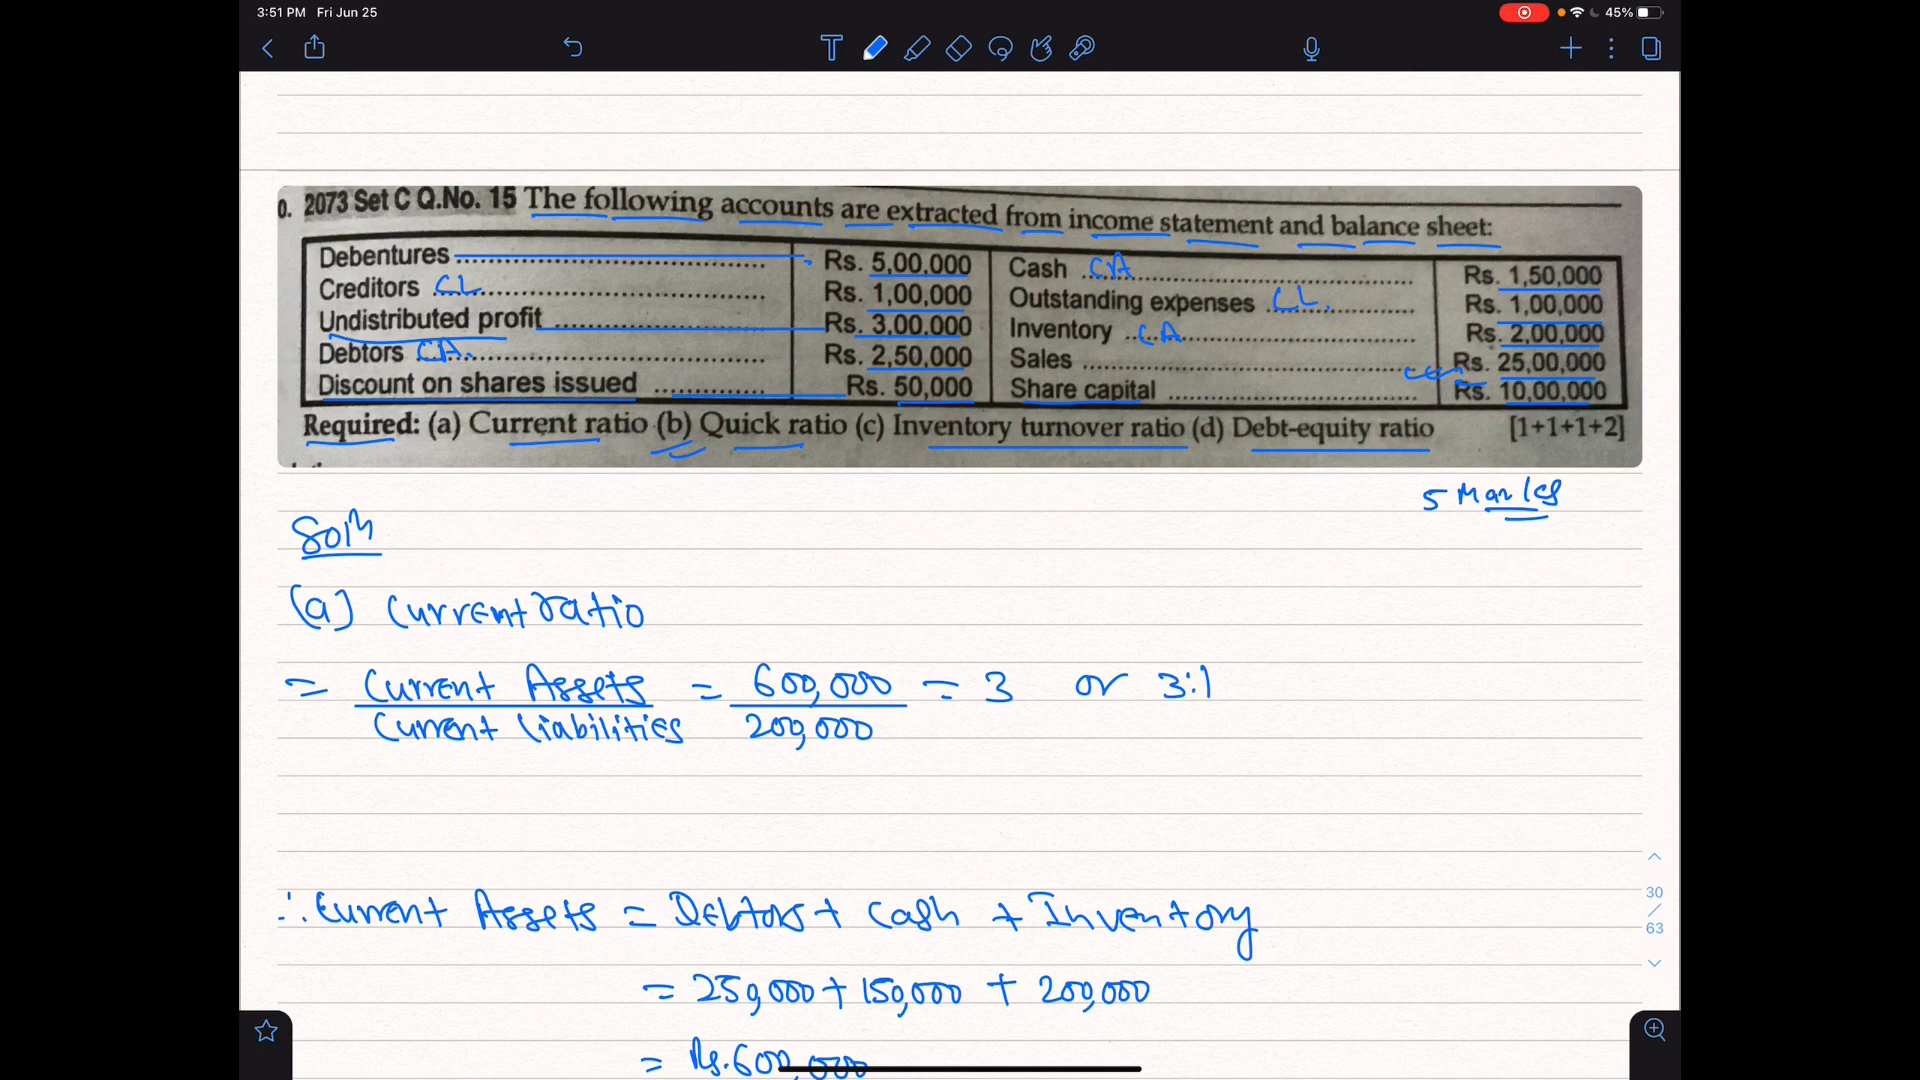 3:51 PM Fri Jun 25
45%
0. 2073 Set C Q.No. 15 The following accounts are extracted from income statement and balance sheet:
Debentures ............ Rs. 5,00,000 Cash CA ............ Rs. 1,50,000
Creditors CL ............ Rs. 1,00,000 Outstanding expenses CL ............ Rs. 1,00,000
Undistributed profit ............ Rs. 3,00,000 Inventory CA ............ Rs. 2,00,000
Debtors CA ............ Rs. 2,50,000 Sales ............ Rs. 25,00,000
Discount on shares issued ............ Rs. 50,000 Share capital ............ Rs. 10,00,000
Required: (a) Current ratio (b) Quick ratio (c) Inventory turnover ratio (d) Debt-equity ratio [1+1+1+2]
5 Marks
Soln
(a) Current ratio
= Current Assets / Current liabilities = 600,000 / 200,000 = 3 or 3:1
∴ Current Assets = Debtors + Cash + Inventory
= 250,000 + 150,000 + 200,000
= Rs. 600,000
30
/
63